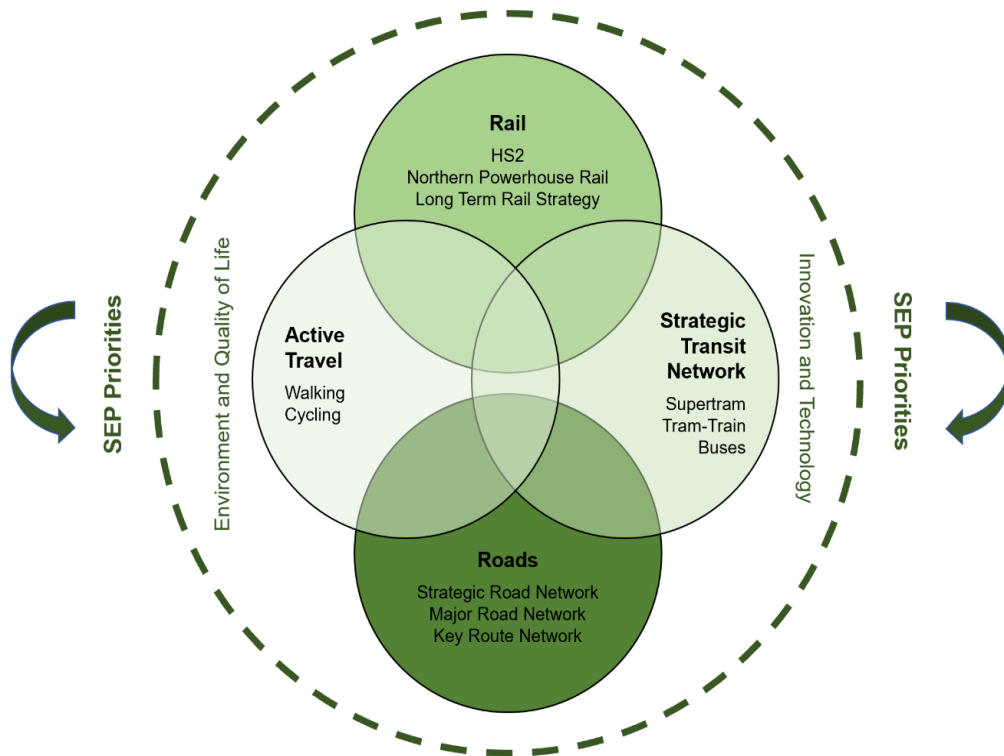 Rail
HS2
Northern Powerhouse Rail
Long Term Rail Strategy
SEP Priorities
Environment and Quality of Life
Active
Travel
Walking
Cycling
Strategic
Transit
Network
Supertram
Tram-Train
Buses
Innovation and Technology
SEP Priorities
Roads
Strategic Road Network
Major Road Network
Key Route Network